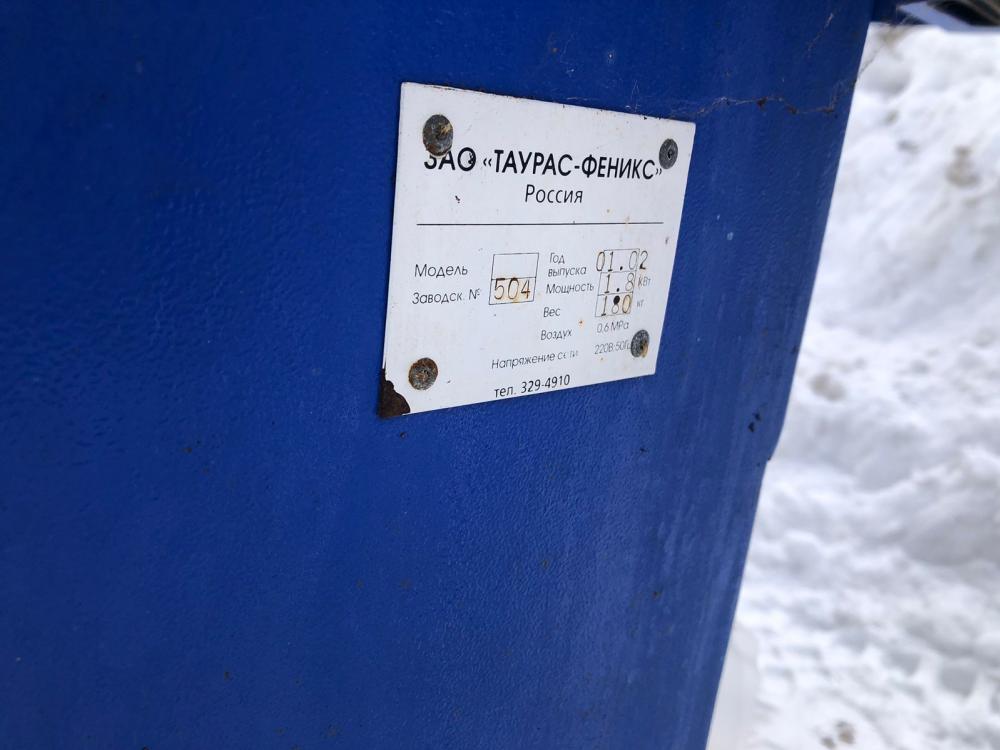 ЗАО «ТАУРАС-ФЕНИКС»
Россия
Модель
Заводск. № 504
Год выпуска 01.02
Мощность 1.8 КВт
Вес 180 кг
Воздух 0,6 MPa
Напряжение сети 220В.50Гц
тел. 329-4910